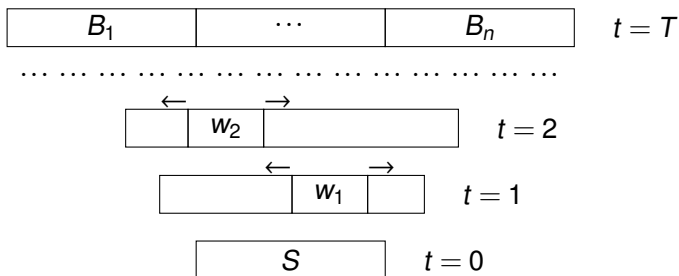 B₁ ⋯ Bₙ t = T
… … … … … … … … … … … … … …
← →
w₂ t = 2
← →
w₁ t = 1
S t = 0